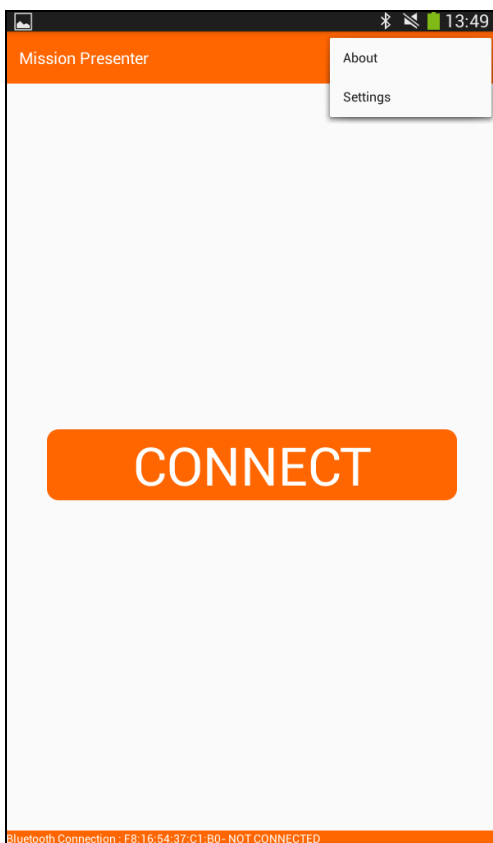 13:49
Mission Presenter
About
Settings
CONNECT
Bluetooth Connection : F8:16:54:37:C1:B0- NOT CONNECTED